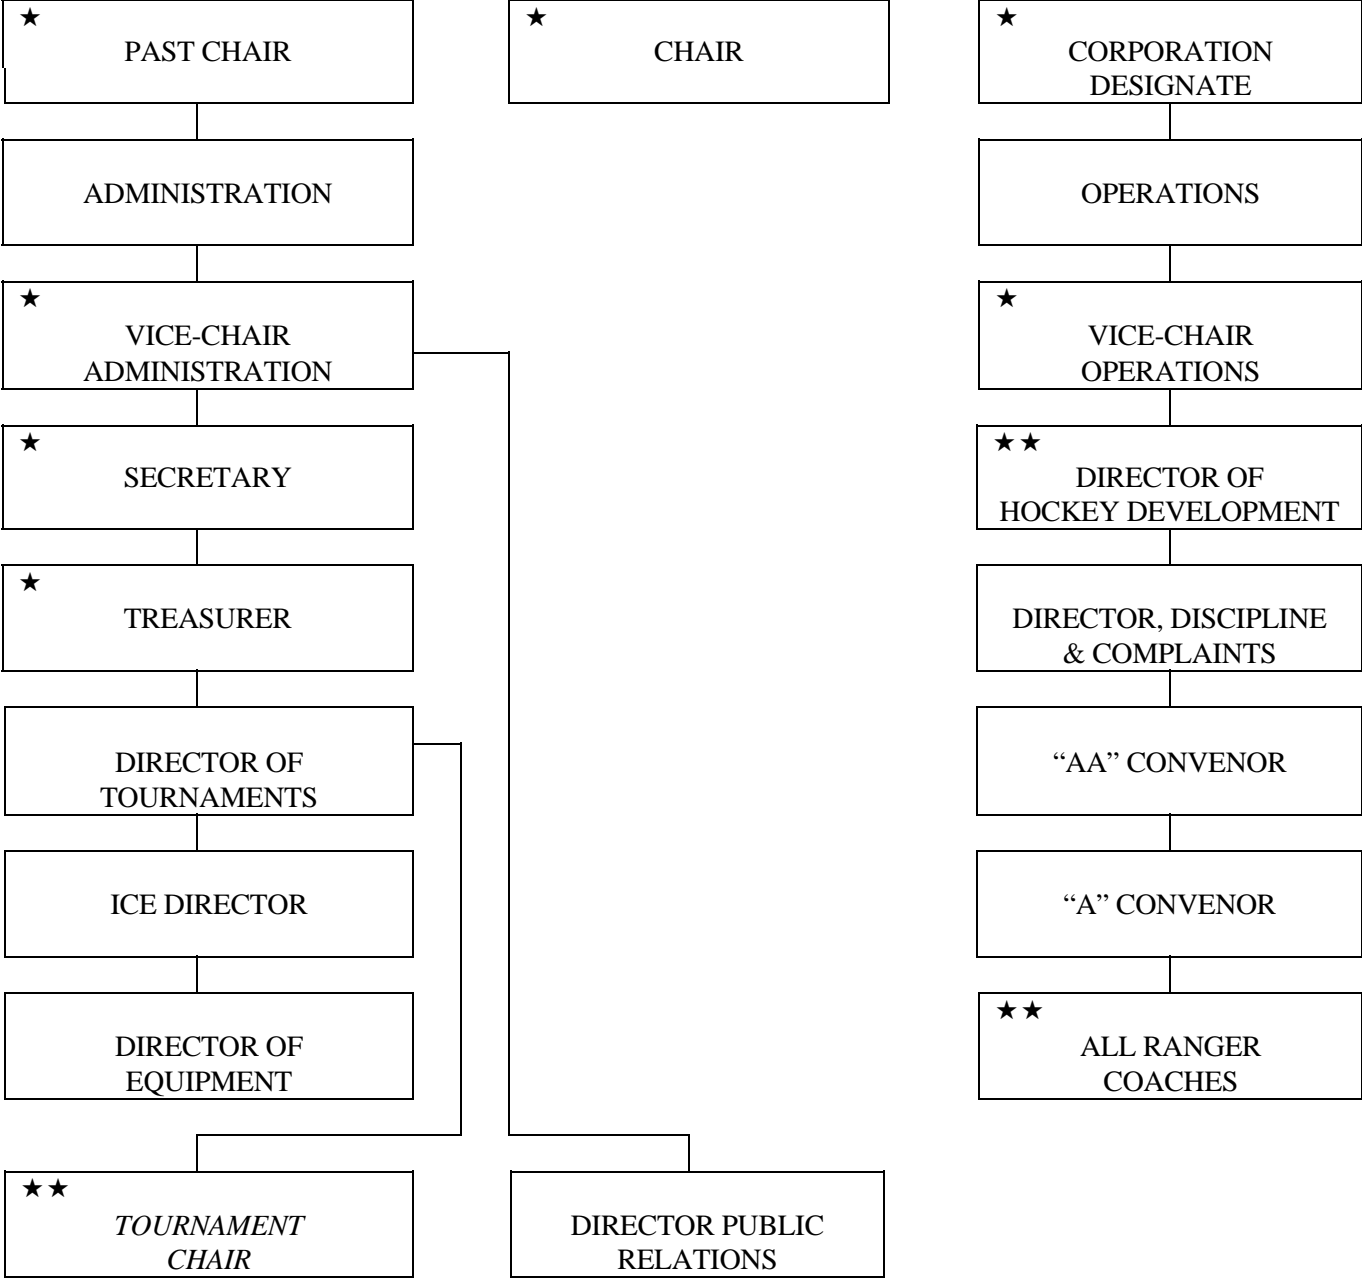 ★
PAST CHAIR
★
CHAIR
★
CORPORATION
DESIGNATE
ADMINISTRATION
OPERATIONS
★
VICE-CHAIR
ADMINISTRATION
★
VICE-CHAIR
OPERATIONS
★
SECRETARY
★★
DIRECTOR OF
HOCKEY DEVELOPMENT
★
TREASURER
DIRECTOR, DISCIPLINE
& COMPLAINTS
DIRECTOR OF
TOURNAMENTS
“AA” CONVENOR
ICE DIRECTOR
“A” CONVENOR
DIRECTOR OF
EQUIPMENT
★★
ALL RANGER
COACHES
★★
TOURNAMENT
CHAIR
DIRECTOR PUBLIC
RELATIONS